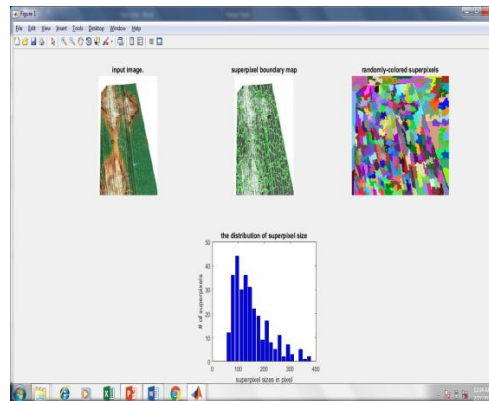 Figure 1
File Edit View Insert Tools Desktop Window Help
input image.
superpixel boundary map
randomly-colored superpixels
the distribution of superpixel size
# of superpixels
50
40
30
20
10
0
0 100 200 300 400
superpixel sizes in pixel